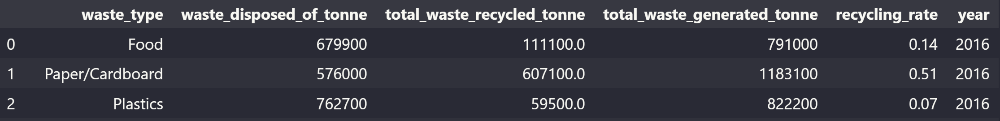 waste_type waste_disposed_of_tonne total_waste_recycled_tonne total_waste_generated_tonne recycling_rate year
0 Food 679900 111100.0 791000 0.14 2016
1 Paper/Cardboard 576000 607100.0 1183100 0.51 2016
2 Plastics 762700 59500.0 822200 0.07 2016